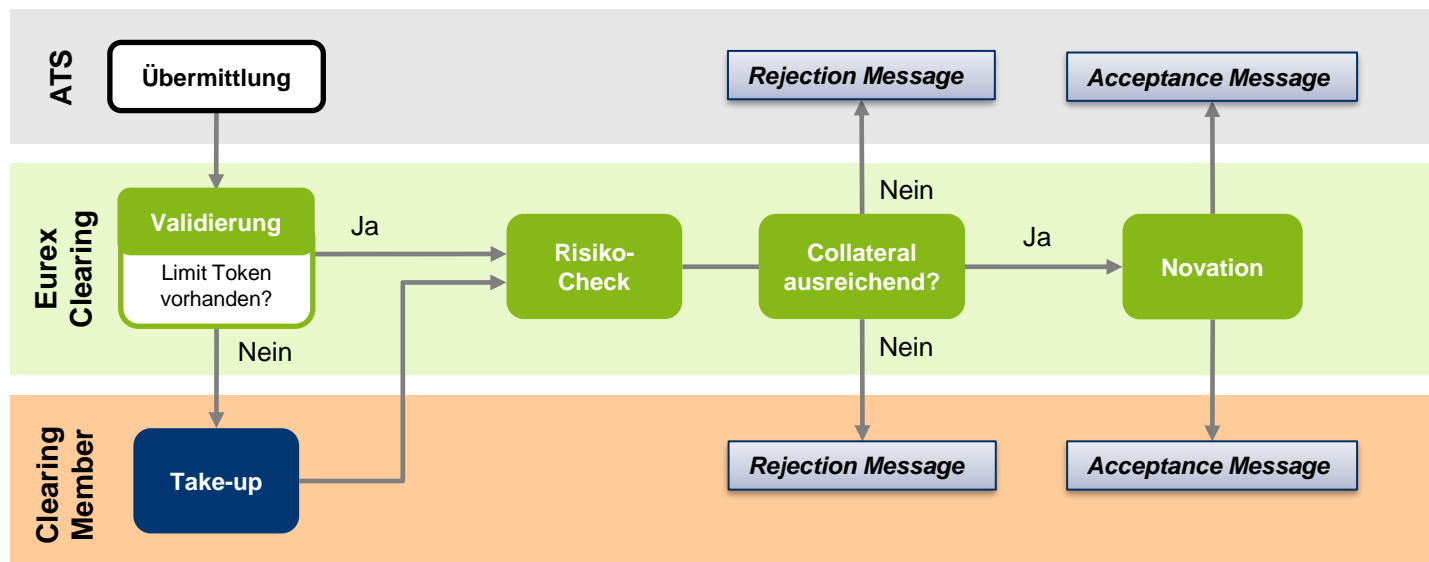 ATS
Übermittlung
Rejection Message
Acceptance Message
Eurex
Clearing
Validierung
Limit Token
vorhanden?
Ja
Nein
Risiko-
Check
Nein
Collateral
ausreichend?
Nein
Ja
Novation
Clearing
Member
Take-up
Rejection Message
Acceptance Message